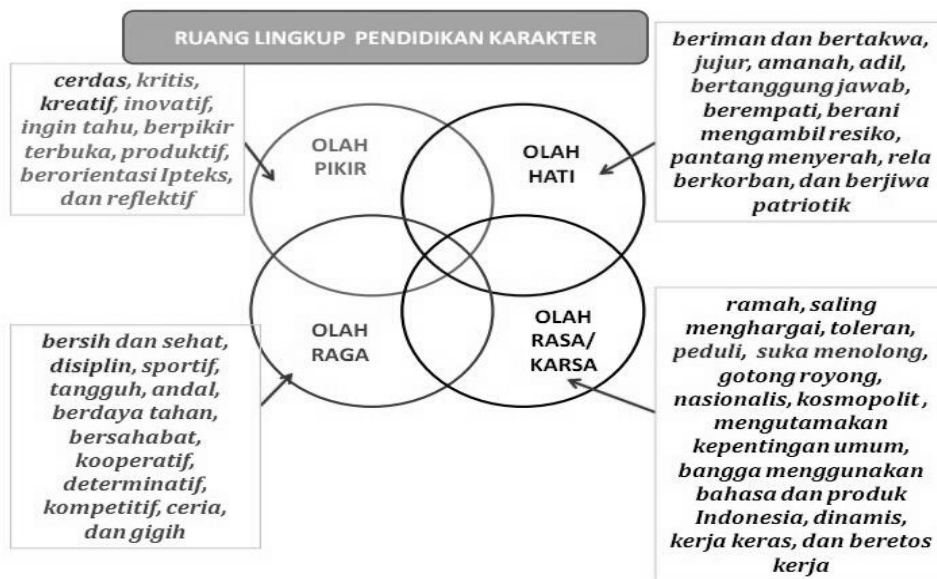 RUANG LINGKUP PENDIDIKAN KARAKTER
cerdas, kritis,
kreatif, inovatif,
ingin tahu, berpikir
terbuka, produktif,
berorientasi Ipteks,
dan reflektif
OLAH
PIKIR
OLAH
HATI
beriman dan bertakwa,
jujur, amanah, adil,
bertanggung jawab,
berempati, berani
mengambil resiko,
pantang menyerah, rela
berkorban, dan berjiwa
patriotik
bersih dan sehat,
disiplin, sportif,
tangguh, andal,
berdaya tahan,
bersahabat,
kooperatif,
determinatif,
kompetitif, ceria,
dan gigih
OLAH
RAGA
OLAH
RASA/
KARSA
ramah, saling
menghargai, toleran,
peduli, suka menolong,
gotong royong,
nasionalis, kosmopolit ,
mengutamakan
kepentingan umum,
bangga menggunakan
bahasa dan produk
Indonesia, dinamis,
kerja keras, dan beretos
kerja